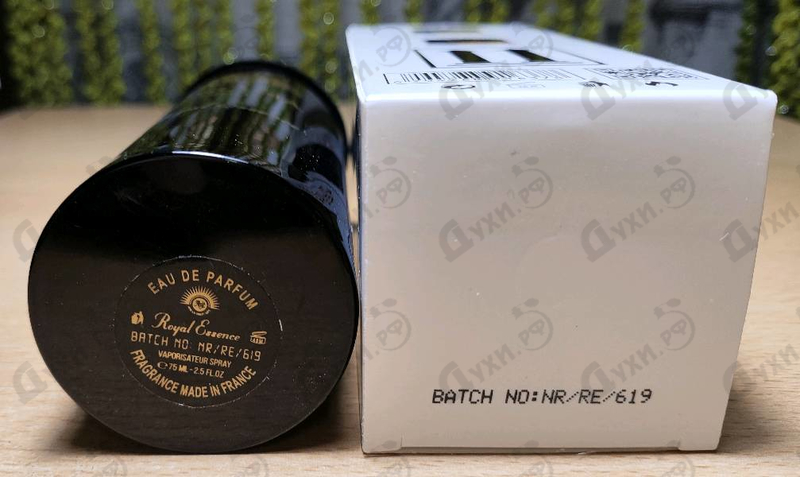 EAU DE PARFUM
Royal Essence
BATCH NO: NR/RE/619
VAPORISATEUR SPRAY
℮ 75 ML - 2.5 FL.OZ
FRAGRANCE MADE IN FRANCE
BATCH NO:NR/RE/619
Духи.РФ